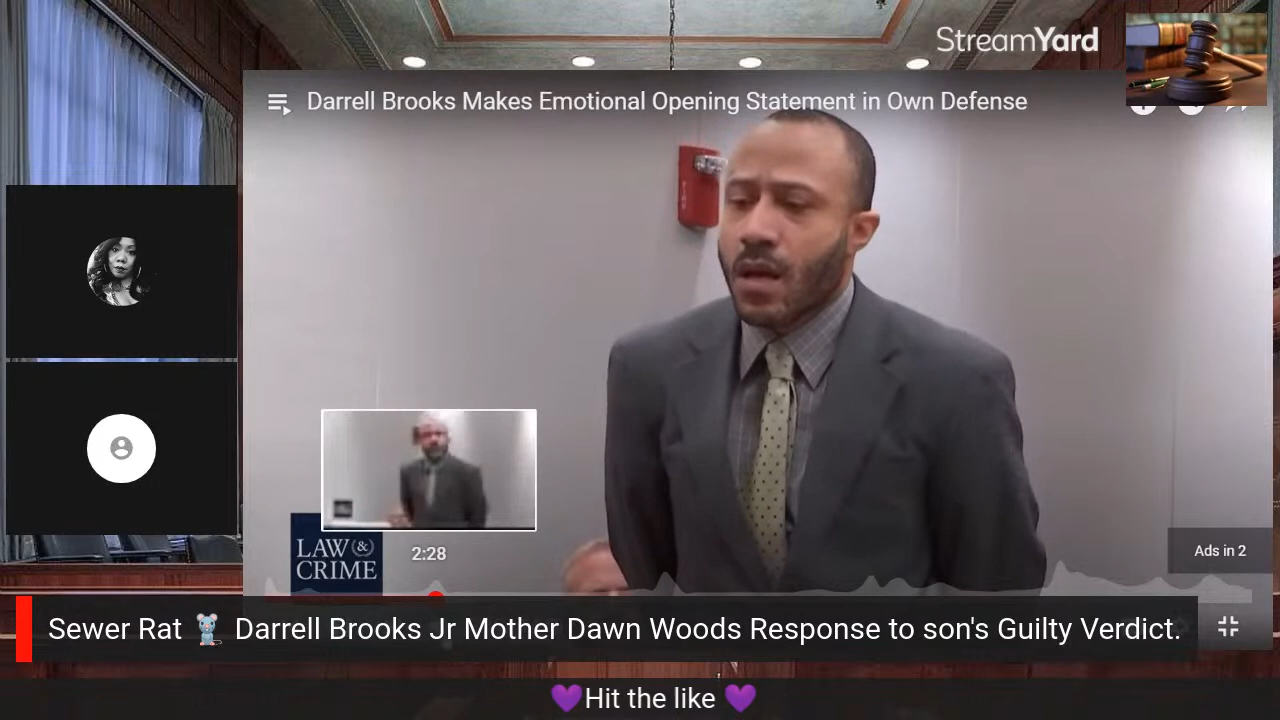 StreamYard
Darrell Brooks Makes Emotional Opening Statement in Own Defense
LAW&
CRIME
2:28
Ads in 2
Sewer Rat 🐀 Darrell Brooks Jr Mother Dawn Woods Response to son's Guilty Verdict.
💜Hit the like 💜